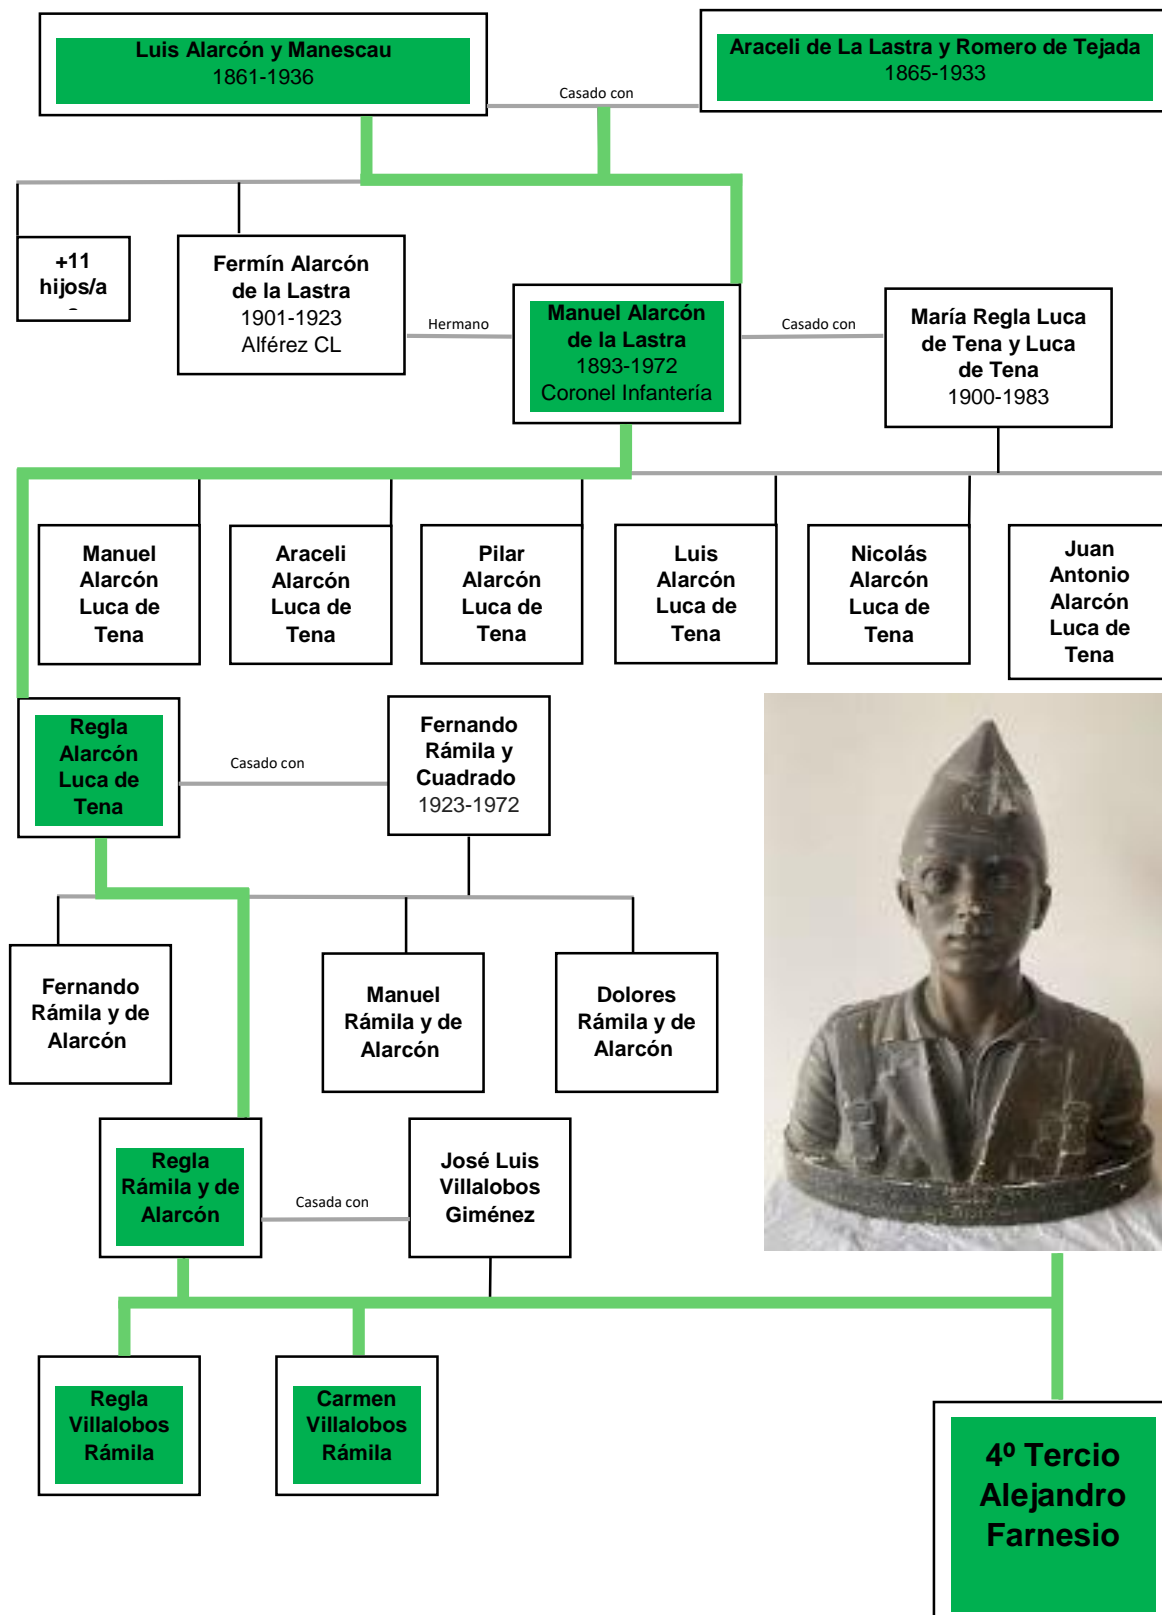 Luis Alarcón y Manescau
1861-1936
Araceli de La Lastra y Romero de Tejada
1865-1933
Casado con
+11
hijos/a
Fermín Alarcón
de la Lastra
1901-1923
Alférez CL
Hermano
Manuel Alarcón
de la Lastra
1893-1972
Coronel Infantería
Casado con
María Regla Luca
de Tena y Luca
de Tena
1900-1983
Manuel
Alarcón
Luca de
Tena
Araceli
Alarcón
Luca de
Tena
Pilar
Alarcón
Luca de
Tena
Luis
Alarcón
Luca de
Tena
Nicolás
Alarcón
Luca de
Tena
Juan
Antonio
Alarcón
Luca de
Tena
Regla
Alarcón
Luca de
Tena
Casado con
Fernando
Rámila y
Cuadrado
1923-1972
Fernando
Rámila y de
Alarcón
Manuel
Rámila y de
Alarcón
Dolores
Rámila y de
Alarcón
Regla
Rámila y de
Alarcón
Casada con
José Luis
Villalobos
Giménez
Regla
Villalobos
Rámila
Carmen
Villalobos
Rámila
4º Tercio
Alejandro
Farnesio